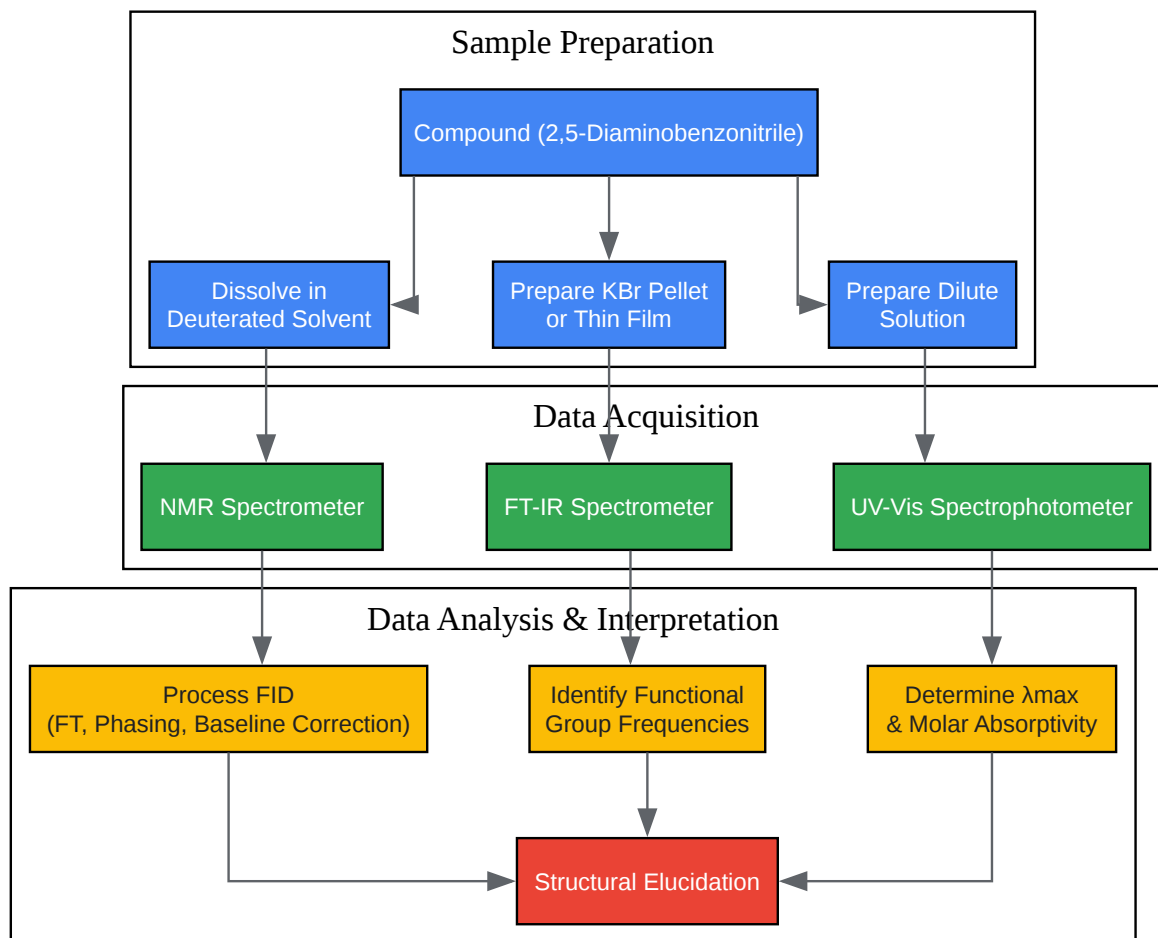 Sample Preparation
Compound (2,5-Diaminobenzonitrile)
Dissolve in
Deuterated Solvent
Prepare KBr Pellet
or Thin Film
Prepare Dilute
Solution
Data Acquisition
NMR Spectrometer
FT-IR Spectrometer
UV-Vis Spectrophotometer
Data Analysis & Interpretation
Process FID
(FT, Phasing, Baseline Correction)
Identify Functional
Group Frequencies
Determine λmax
& Molar Absorptivity
Structural Elucidation